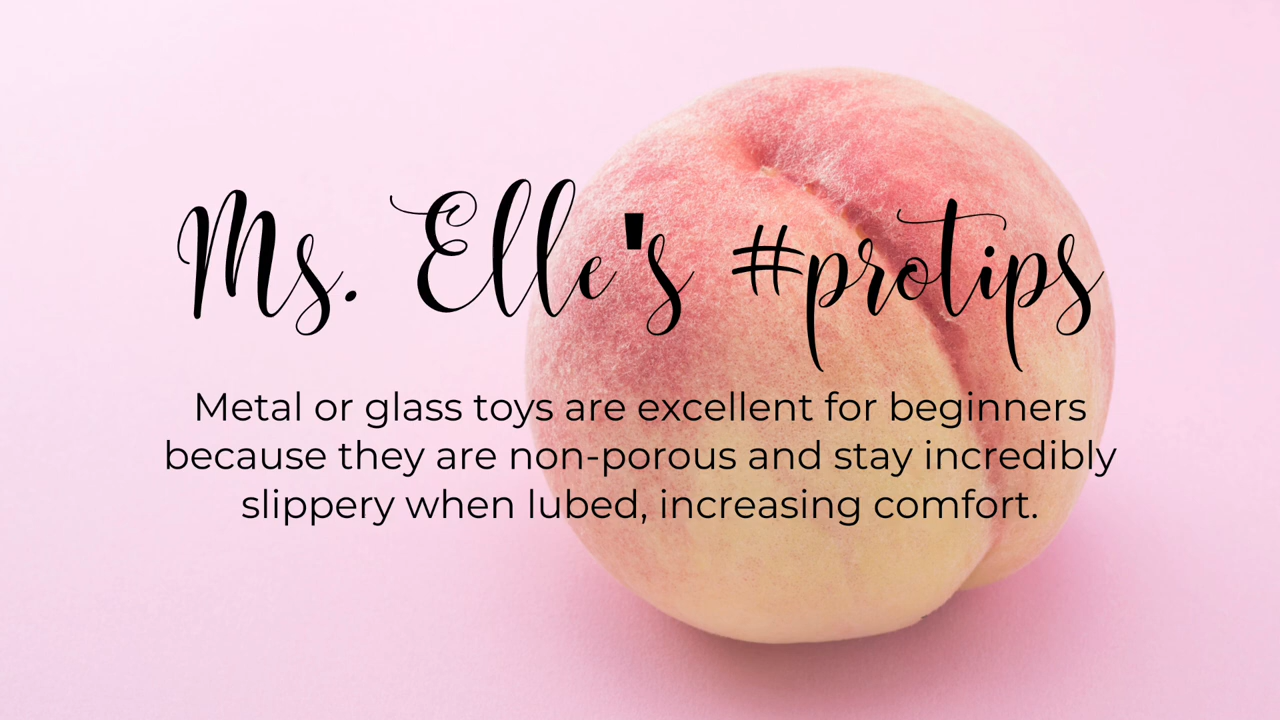 Ms. Elle's #protips
Metal or glass toys are excellent for beginners
because they are non-porous and stay incredibly
slippery when lubed, increasing comfort.